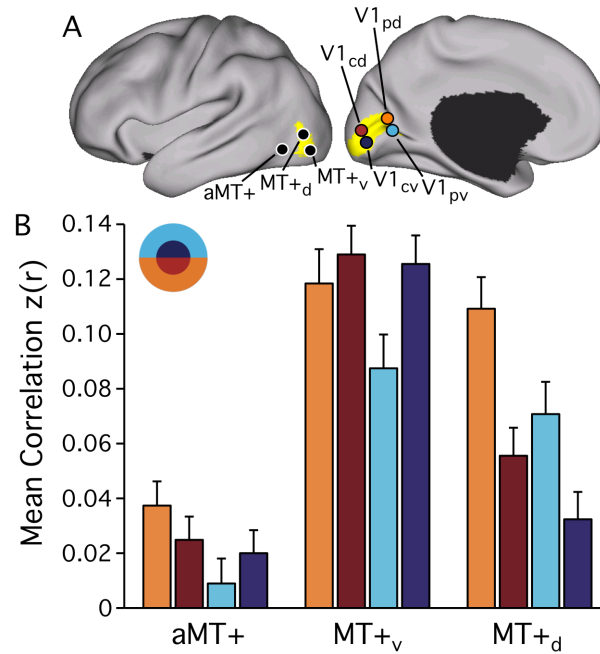 A
V1pd
V1cd
aMT+ MT+d MT+v V1cv V1pv
B
Mean Correlation z(r)
0.14
0.12
0.10
0.08
0.06
0.04
0.02
0
aMT+ MT+v MT+d